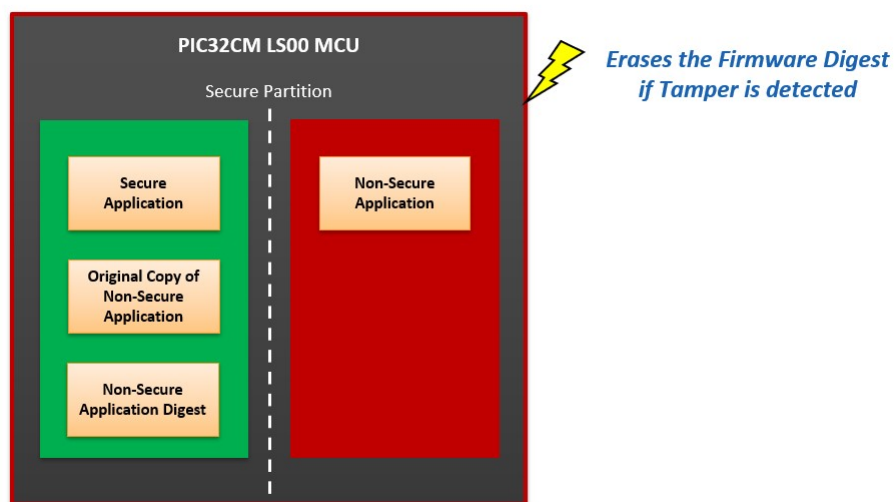 PIC32CM LS00 MCU
Erases the Firmware Digest
if Tamper is detected
Secure Partition
Secure
Application
Original Copy of
Non-Secure
Application
Non-Secure
Application Digest
Non-Secure
Application